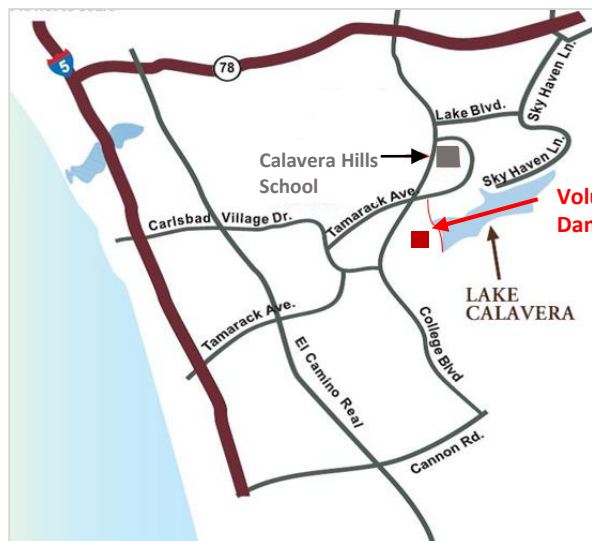 5
78
Lake Blvd.
Sky Haven Ln.
Calavera Hills
School
Sky Haven Ln.
Tamarack Ave.
Carlsbad Village Dr.
LAKE
CALAVERA
Tamarack Ave.
El Camino Real
College Blvd
Cannon Rd.